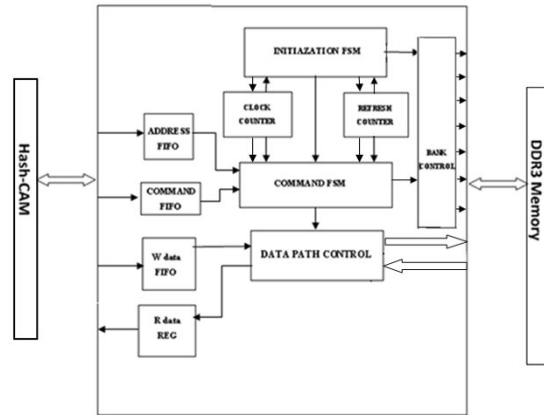 INITIAZATION FSM
CLOCK
COUNTER
REFRESH
COUNTER
BANK
CONTROL
ADDRESS
FIFO
COMMAND FSM
COMMAND
FIFO
W data
FIFO
DATA PATH CONTROL
R data
REG
Hash-CAM
DDR3 Memory